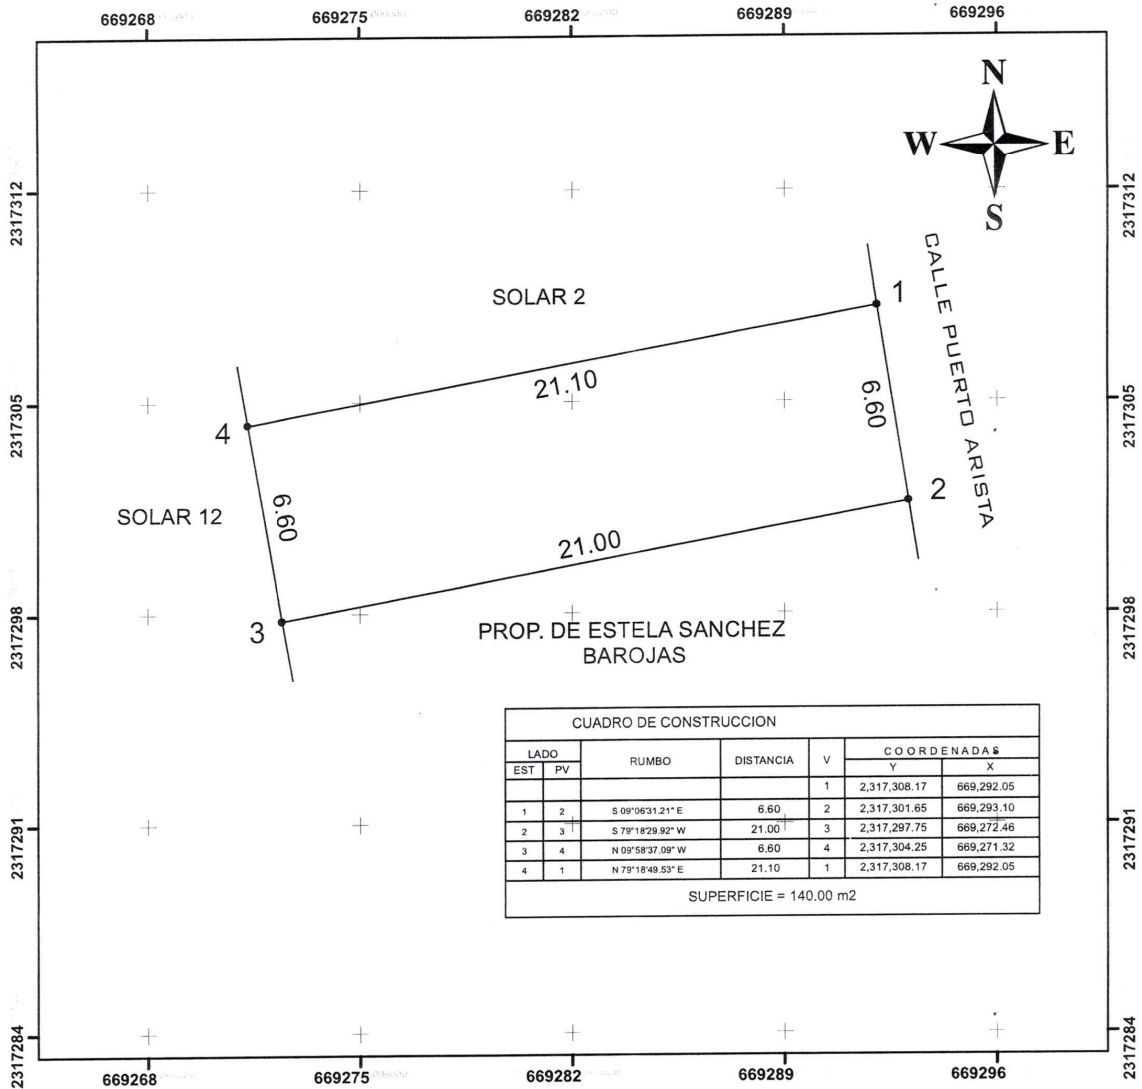 669268 669275 669282 669289 669296
N
W E
S
2317312 2317312
CALLE PUERTO ARISTA
SOLAR 2
1
21.10
6.60
2317305 2317305
4
2
SOLAR 12
6.60
21.00
2317298 2317298
3
PROP. DE ESTELA SANCHEZ
BAROJAS
CUADRO DE CONSTRUCCION
LADO RUMBO DISTANCIA V COORDENADAS
EST PV Y X
1 2,317,308.17 669,292.05
1 2 S 09°06'31.21" E 6.60 2 2,317,301.65 669,293.10
2 3 S 79°18'29.92" W 21.00 3 2,317,297.75 669,272.46
3 4 N 09°58'37.09" W 6.60 4 2,317,304.25 669,271.32
4 1 N 79°18'49.53" E 21.10 1 2,317,308.17 669,292.05
SUPERFICIE = 140.00 m2
2317291 2317291
2317284 2317284
669268 669275 669282 669289 669296